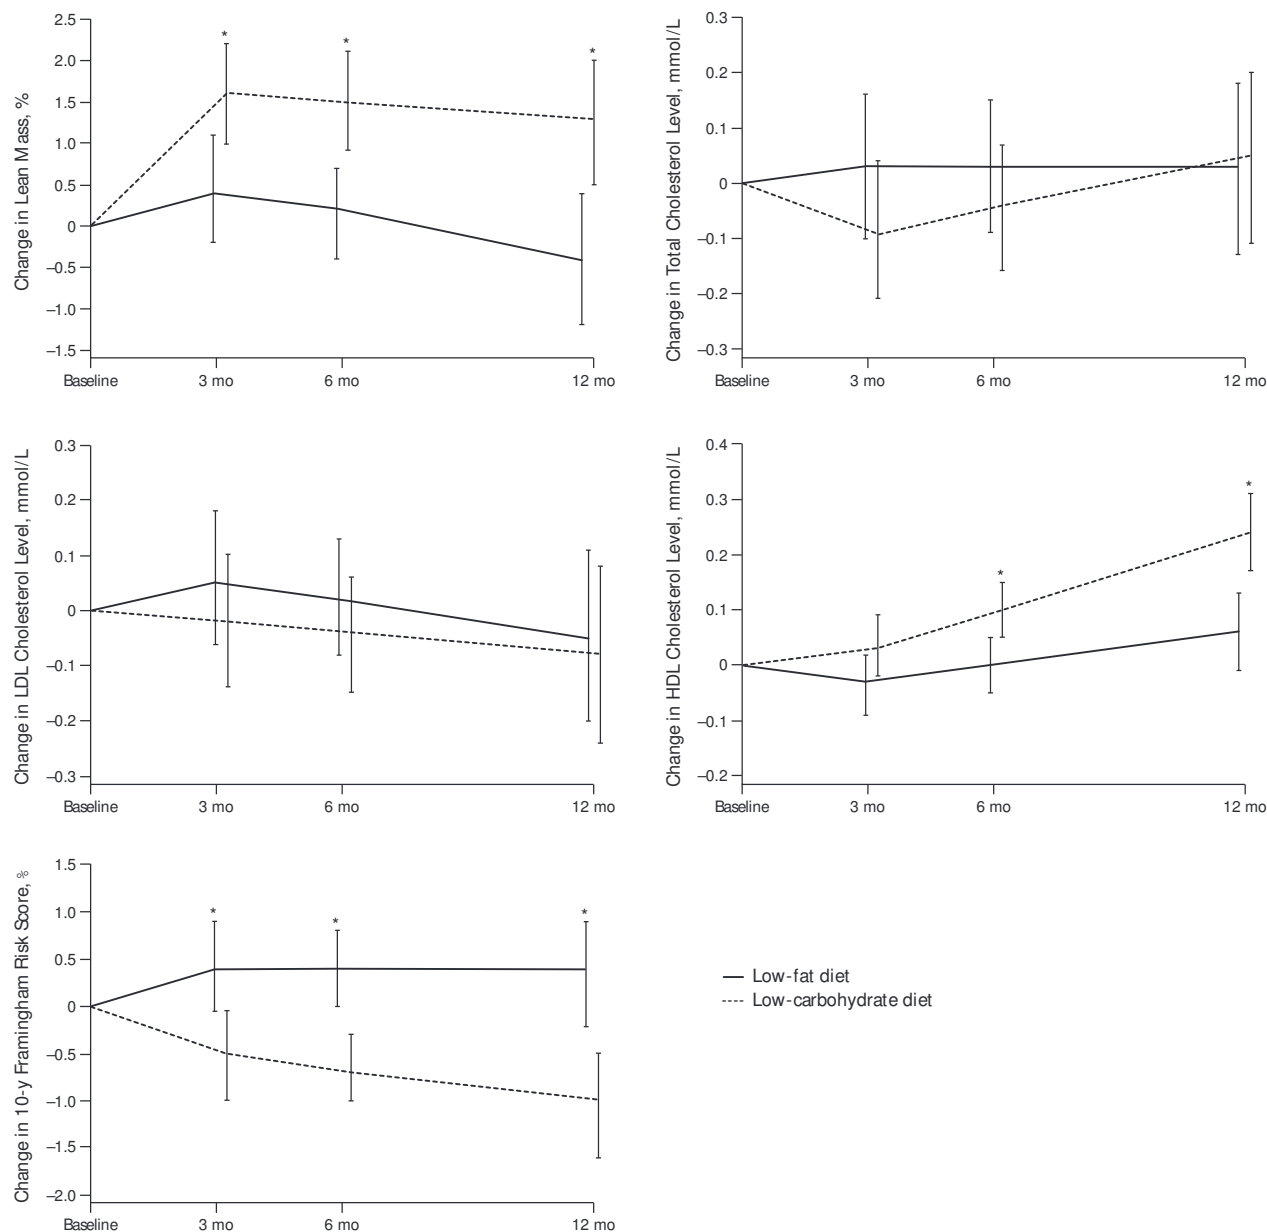 Change in Lean Mass, %
2.5
2.0
1.5
1.0
0.5
0
–0.5
–1.0
–1.5
* * *
Baseline 3 mo 6 mo 12 mo
Change in Total Cholesterol Level, mmol/L
0.3
0.2
0.1
0
–0.1
–0.2
–0.3
Baseline 3 mo 6 mo 12 mo
Change in LDL Cholesterol Level, mmol/L
0.3
0.2
0.1
0
–0.1
–0.2
–0.3
Baseline 3 mo 6 mo 12 mo
Change in HDL Cholesterol Level, mmol/L
0.4
0.3
0.2
0.1
0
–0.1
–0.2
* *
Baseline 3 mo 6 mo 12 mo
Change in 10-y Framingham Risk Score, %
1.5
1.0
0.5
0
–0.5
–1.0
–1.5
–2.0
* * *
Baseline 3 mo 6 mo 12 mo
Low-fat diet
Low-carbohydrate diet